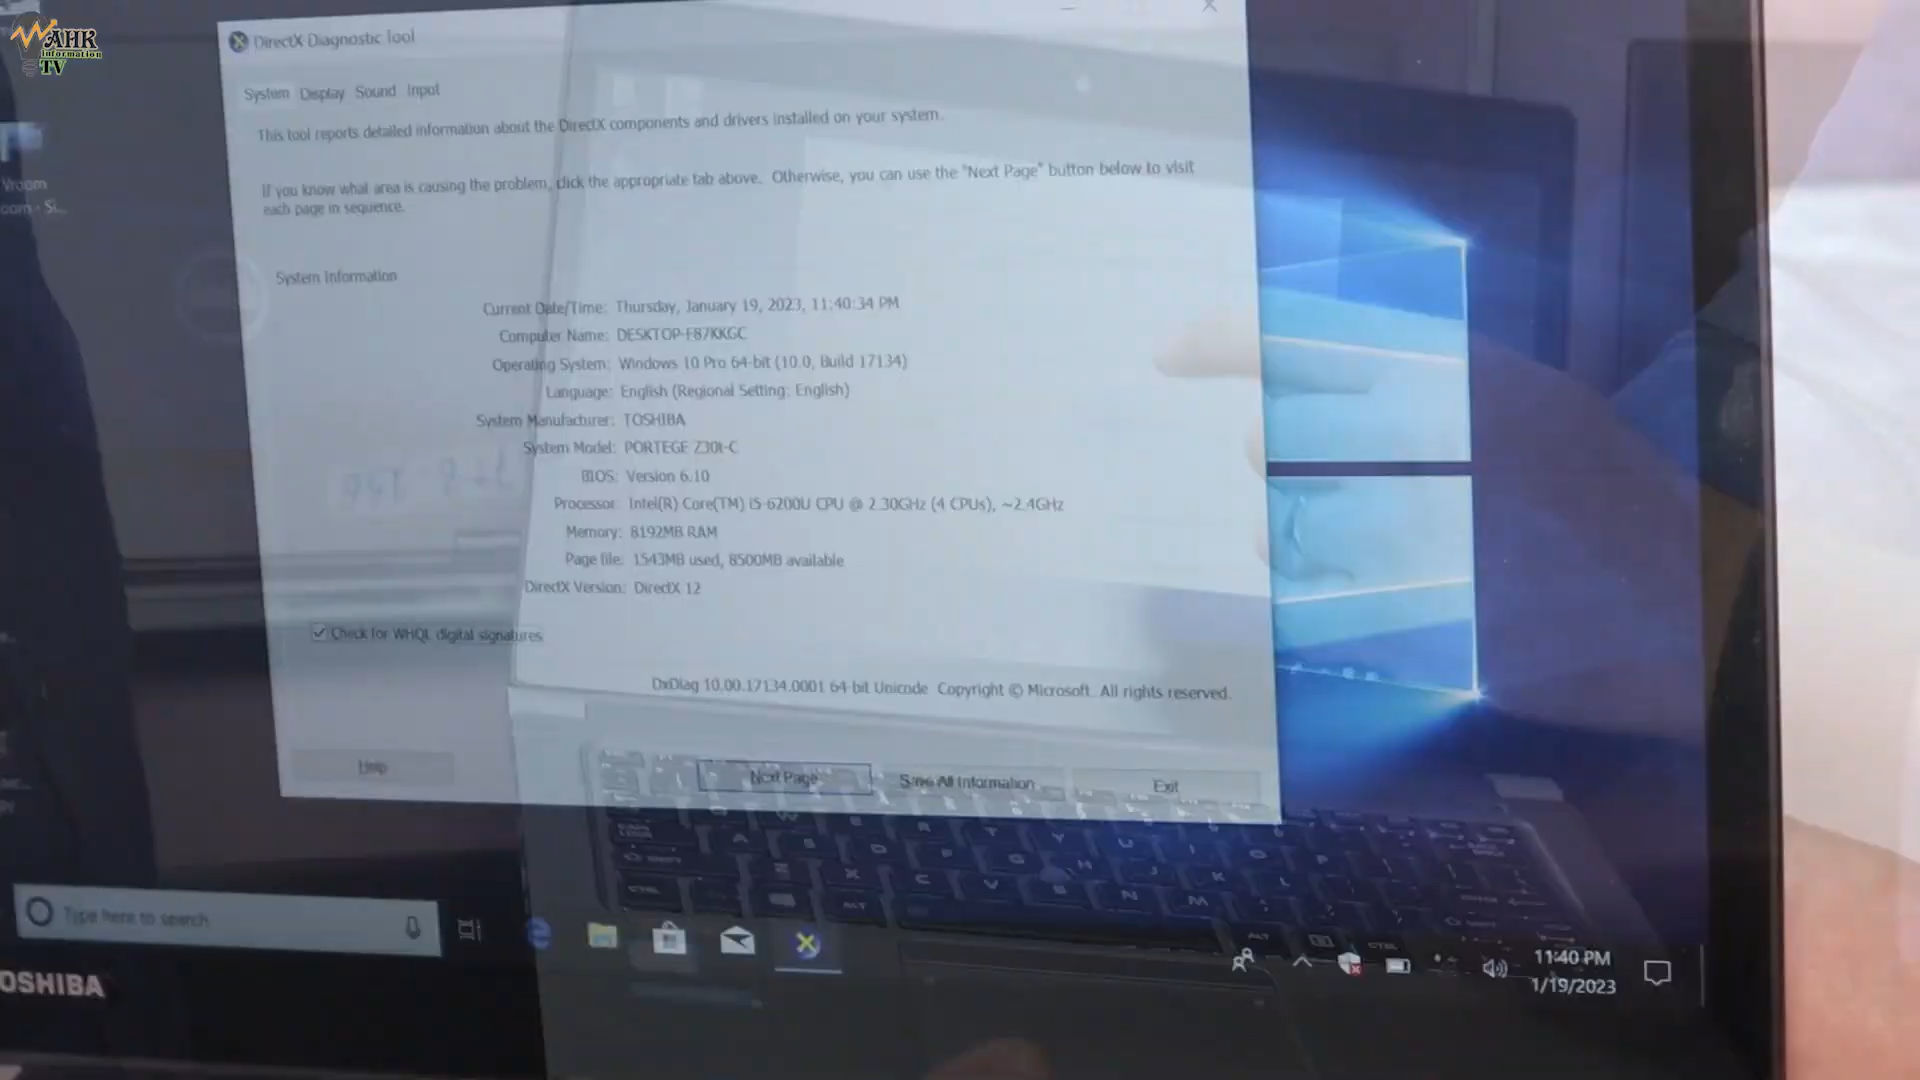 AHK
information
TV
DirectX Diagnostic Tool
System Display Sound Input
This tool reports detailed information about the DirectX components and drivers installed on your system.
If you know what area is causing the problem, click the appropriate tab above. Otherwise, you can use the "Next Page" button below to visit
each page in sequence.
Vroom
System Information
Current Date/Time: Thursday, January 19, 2023, 11:40:34 PM
Computer Name: DESKTOP-F87KKGC
Operating System: Windows 10 Pro 64-bit (10.0, Build 17134)
Language: English (Regional Setting: English)
System Manufacturer: TOSHIBA
System Model: PORTEGE Z30t-C
BIOS: Version 6.10
Processor: Intel(R) Core(TM) i5-6200U CPU @ 2.30GHz (4 CPUs), ~2.4GHz
Memory: 8192MB RAM
Page file: 1543MB used, 8500MB available
DirectX Version: DirectX 12
Check for WHQL digital signatures
DxDiag 10.00.17134.0001 64-bit Unicode Copyright © Microsoft. All rights reserved.
Help Next Page Save All Information Exit
Type here to search
11:40 PM
1/19/2023
OSHIBA